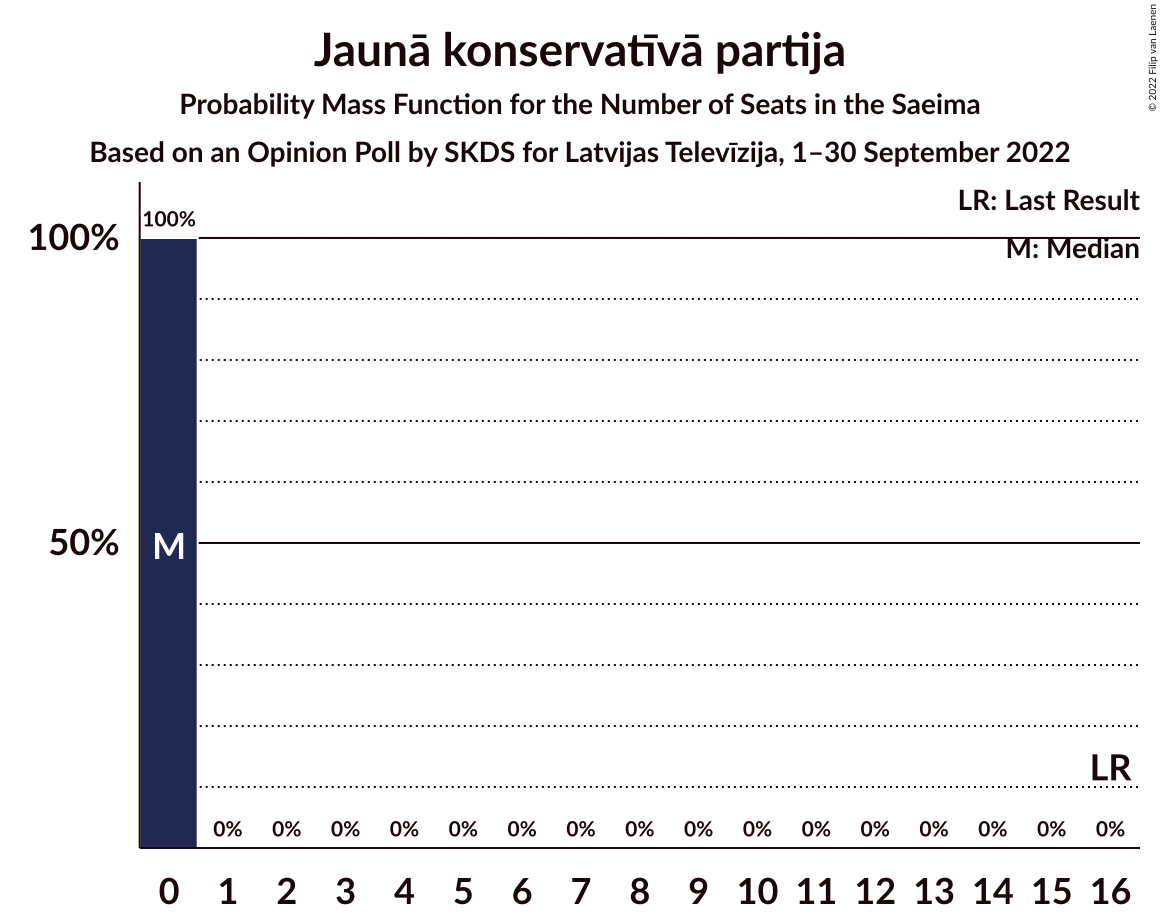 Jaunā konservatīvā partija
Probability Mass Function for the Number of Seats in the Saeima
Based on an Opinion Poll by SKDS for Latvijas Televīzija, 1–30 September 2022
© 2022 Filip van Laenen
LR: Last Result
M: Median
100%
100%
50%
M
LR
0% 0% 0% 0% 0% 0% 0% 0% 0% 0% 0% 0% 0% 0% 0% 0%
0 1 2 3 4 5 6 7 8 9 10 11 12 13 14 15 16